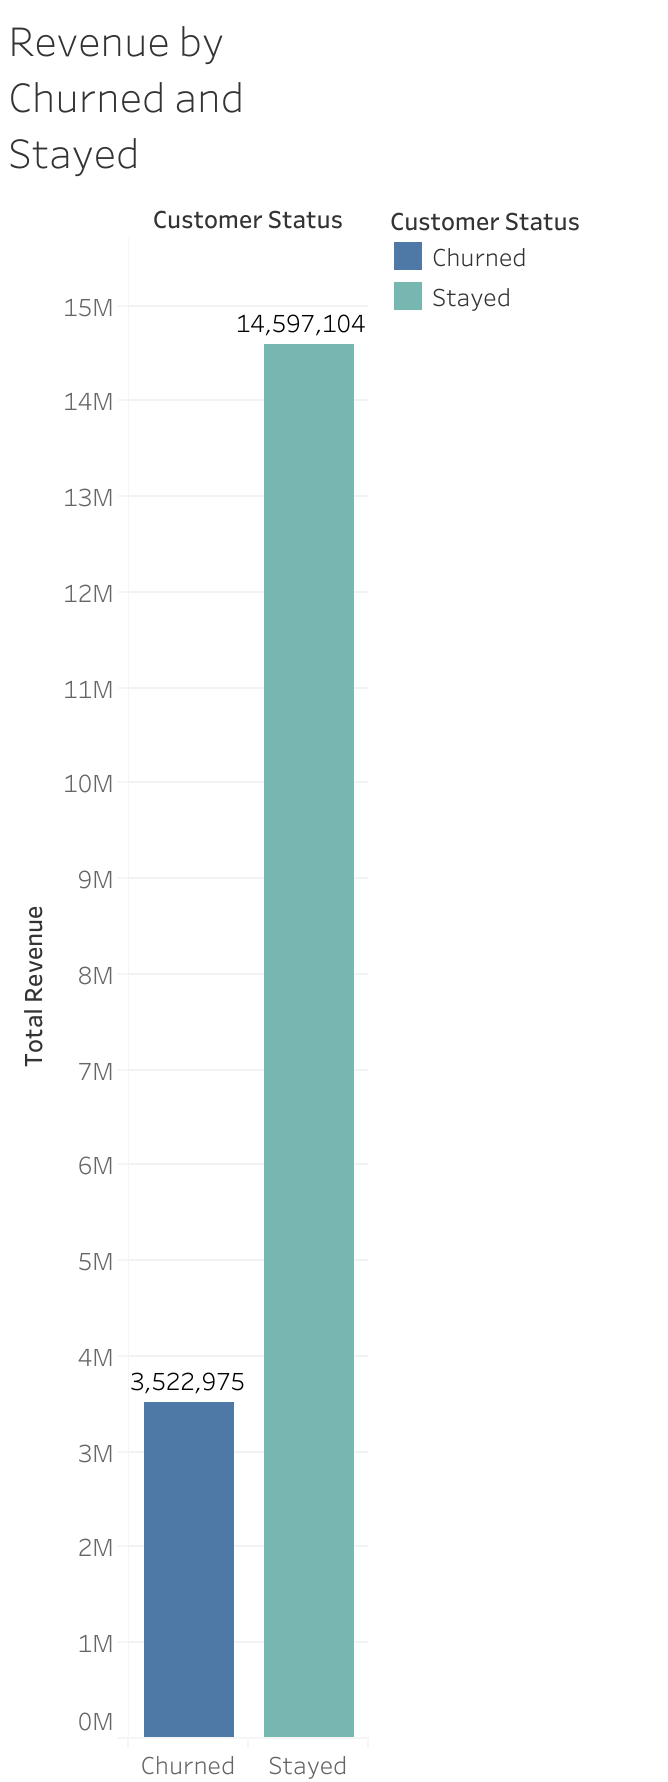 Revenue by
Churned and
Stayed
Customer Status
Customer Status
Churned
Stayed
15M
14,597,104
14M
13M
12M
11M
10M
9M
8M
7M
6M
5M
4M
3,522,975
3M
2M
1M
0M
Total Revenue
Churned
Stayed